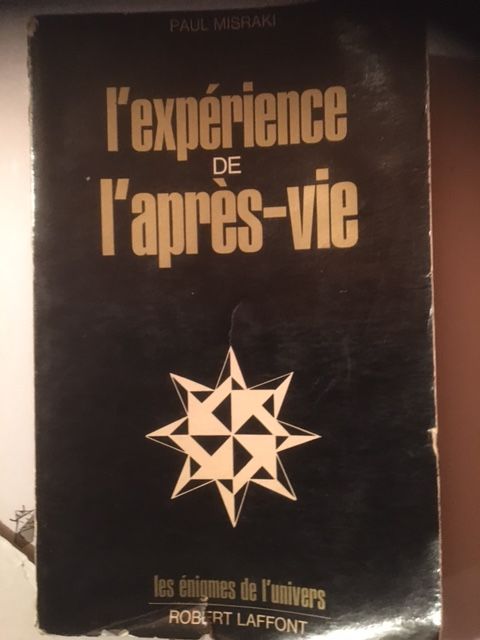 PAUL MISRAKI
l'expérience
DE
l'après-vie
les énigmes de l'univers
ROBERT LAFFONT